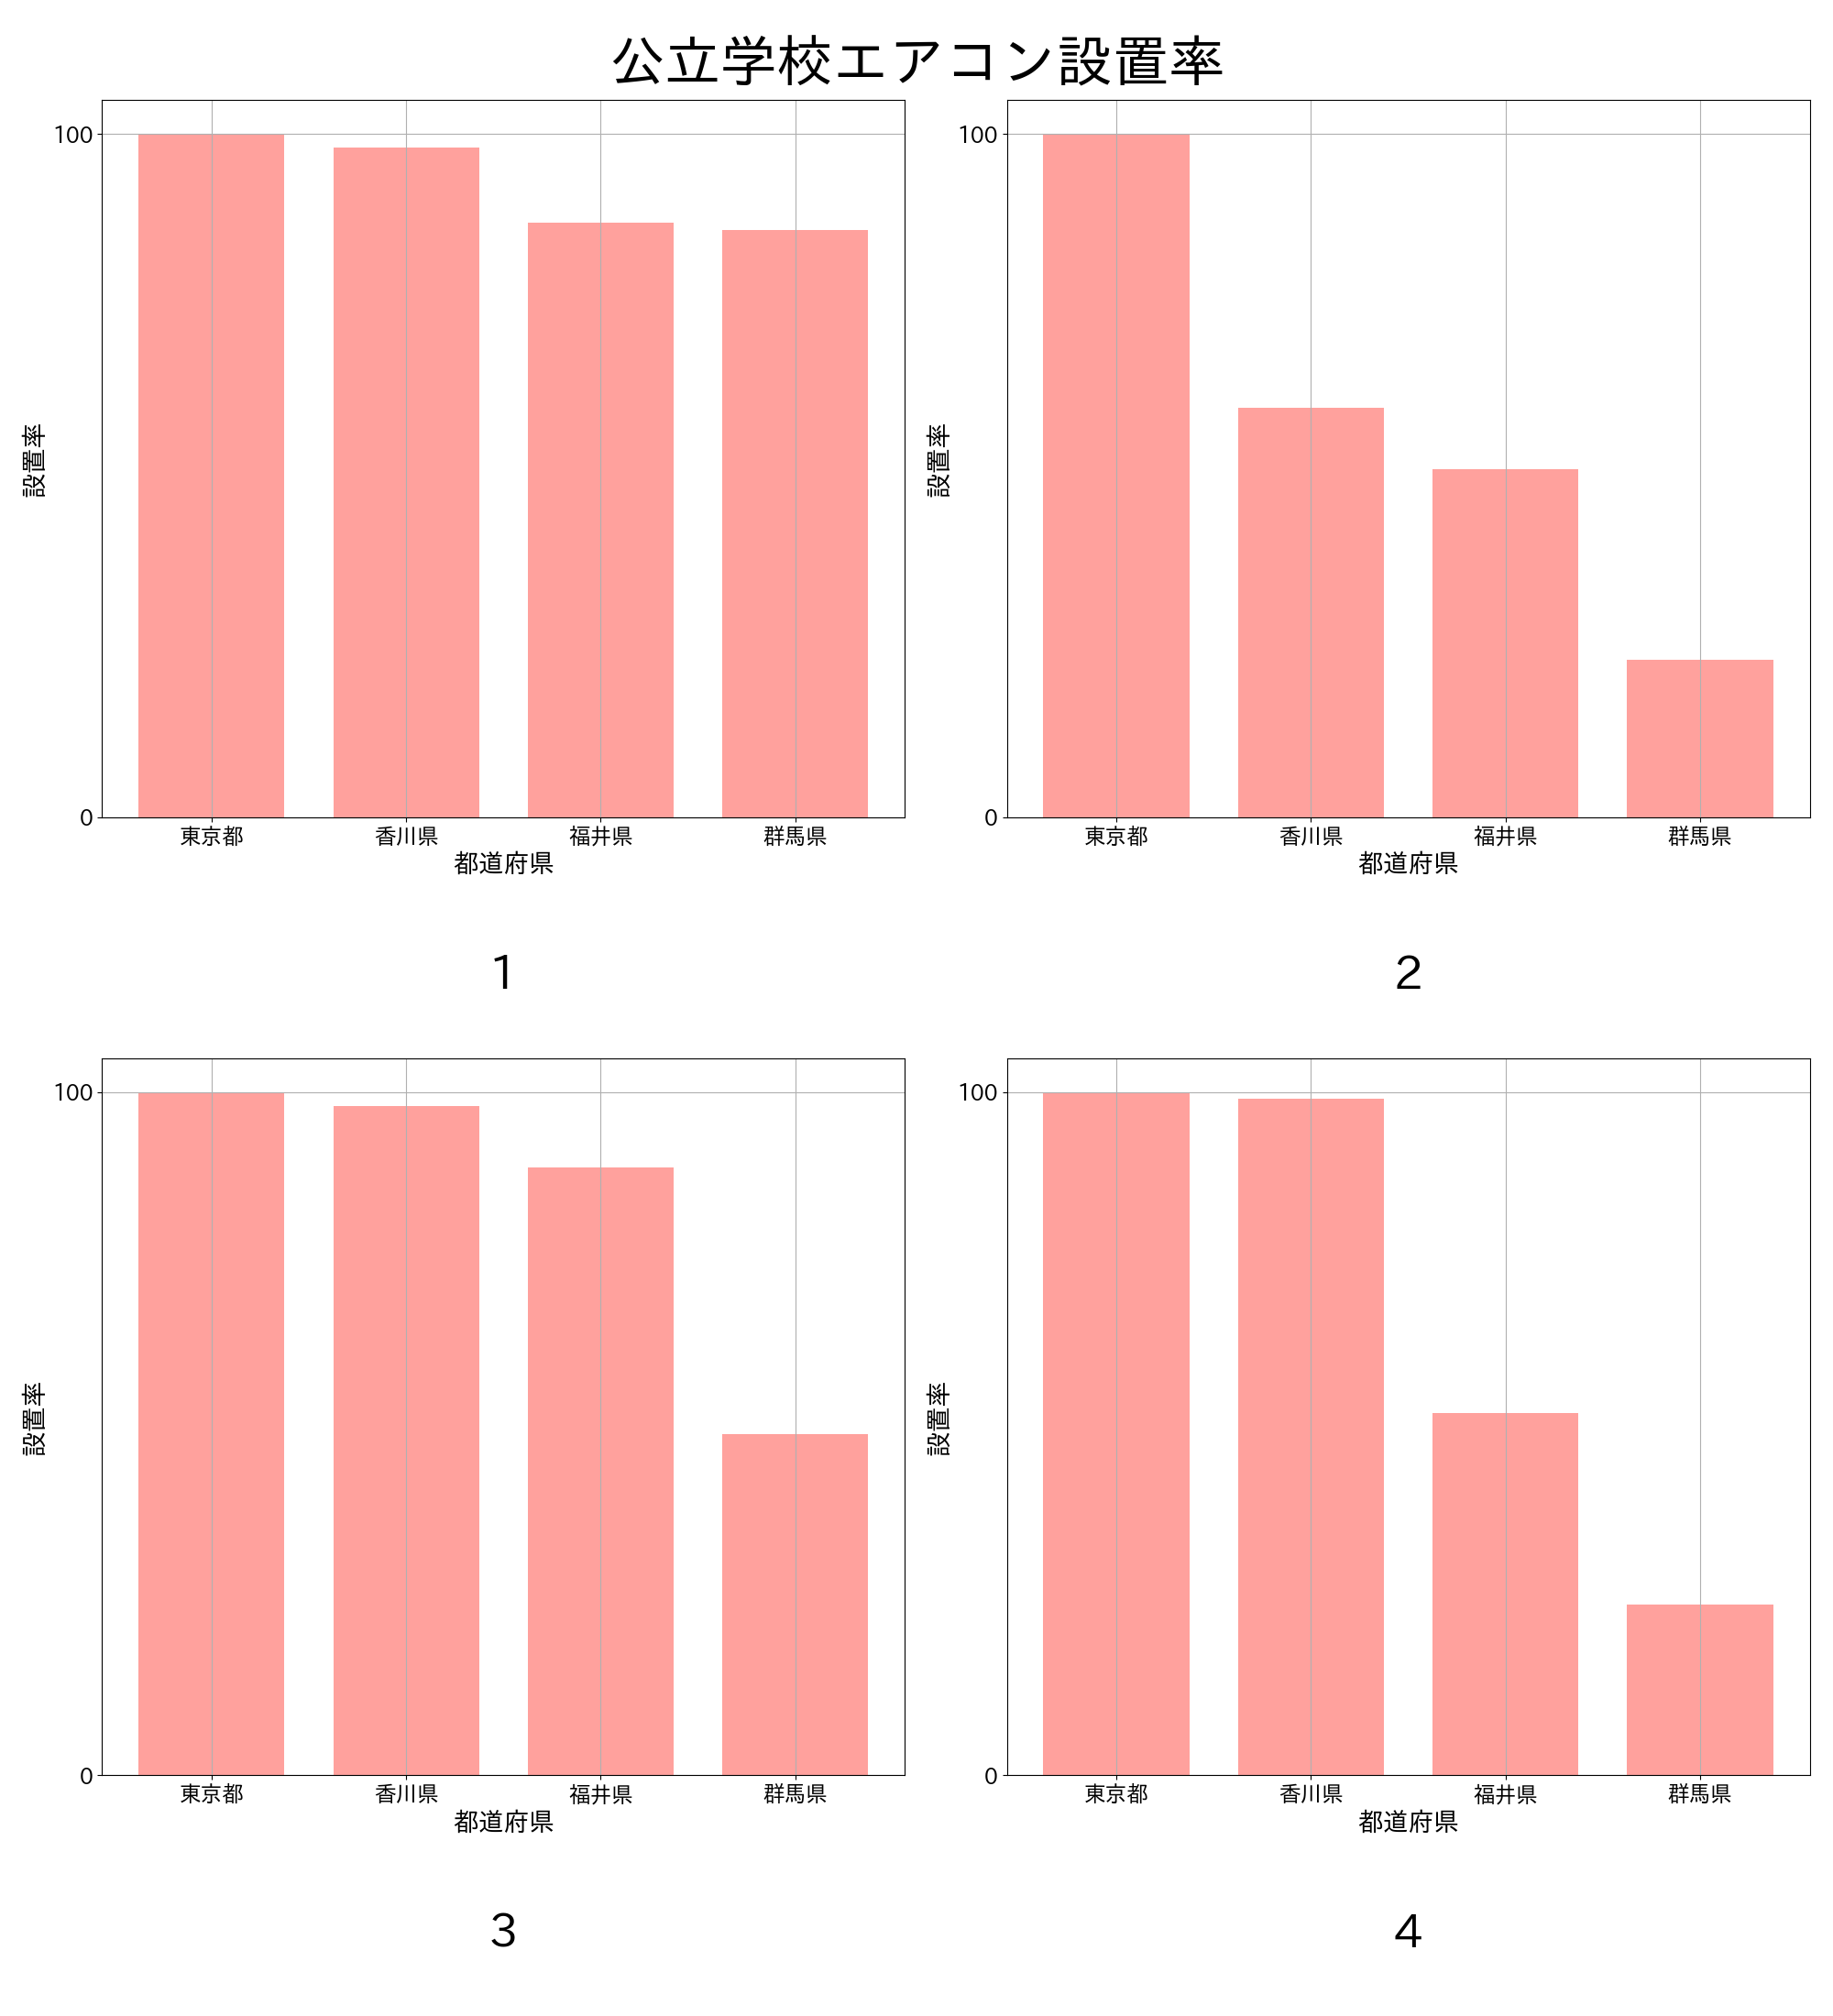 公立学校エアコン設置率
100
0
設置率
東京都 香川県 福井県 群馬県
都道府県
1
100
0
設置率
東京都 香川県 福井県 群馬県
都道府県
2
100
0
設置率
東京都 香川県 福井県 群馬県
都道府県
3
100
0
設置率
東京都 香川県 福井県 群馬県
都道府県
4